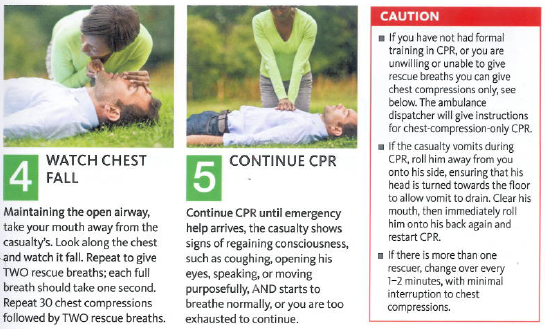 4
WATCH CHEST
FALL
Maintaining the open airway,
take your mouth away from the
casualty's. Look along the chest
and watch it fall. Repeat to give
TWO rescue breaths; each full
breath should take one second.
Repeat 30 chest compressions
followed by TWO rescue breaths.
5
CONTINUE CPR
Continue CPR until emergency
help arrives, the casualty shows
signs of regaining consciousness,
such as coughing, opening his
eyes, speaking, or moving
purposefully, AND starts to
breathe normally, or you are too
exhausted to continue.
CAUTION
■ If you have not had formal
training in CPR, or you are
unwilling or unable to give
rescue breaths you can give
chest compressions only, see
below. The ambulance
dispatcher will give instructions
for chest-compression-only CPR.
■ If the casualty vomits during
CPR, roll him away from you
onto his side, ensuring that his
head is turned towards the floor
to allow vomit to drain. Clear his
mouth, then immediately roll
him onto his back again and
restart CPR.
■ If there is more than one
rescuer, change over every
1–2 minutes, with minimal
interruption to chest
compressions.